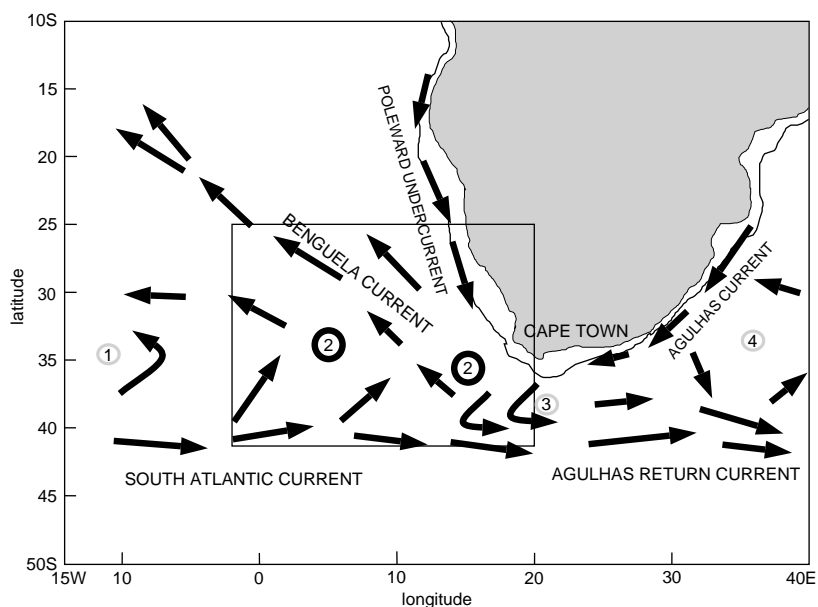 10S
15
20
25
30
35
40
45
50S
latitude
15W
10
0
10
20
30
40E
longitude
POLEWARD UNDERCURRENT
BENGUELA CURRENT
AGULHAS CURRENT
CAPE TOWN
1
2
2
3
4
SOUTH ATLANTIC CURRENT
AGULHAS RETURN CURRENT